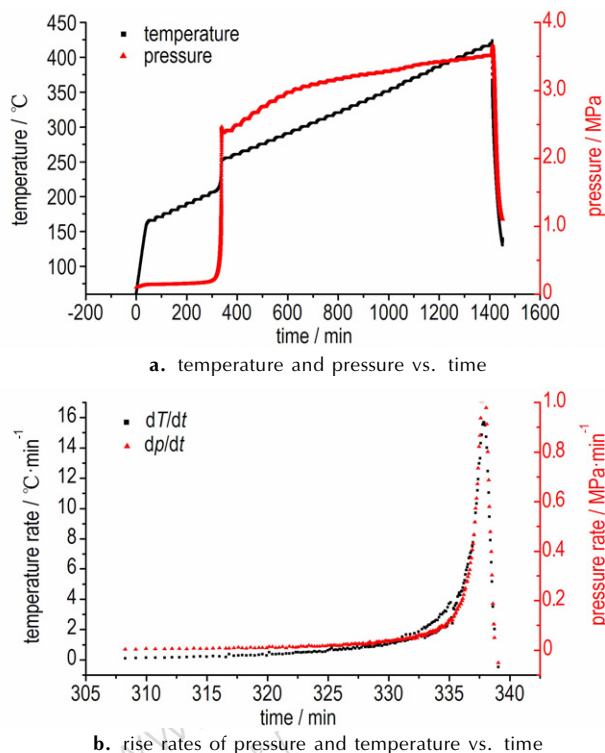 450
400
350
300
250
200
150
100
temperature / ℃
temperature
pressure
4.0
3.0
2.0
1.0
0
pressure / MPa
-200 0 200 400 600 800 1000 1200 1400 1600
time / min
a. temperature and pressure vs. time
16
14
12
10
8
6
4
2
0
temperature rate / ℃·min⁻¹
dT/dt
dp/dt
1.0
0.8
0.6
0.4
0.2
0
pressure rate / MPa·min⁻¹
305 310 315 320 325 330 335 340
time / min
b. rise rates of pressure and temperature vs. time